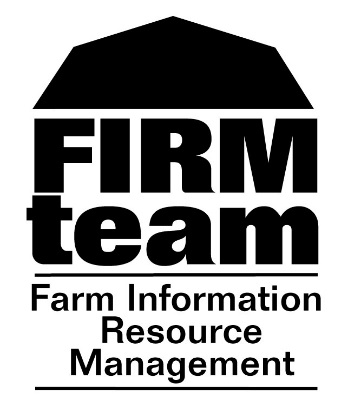 FIRM
team
Farm Information
Resource
Management